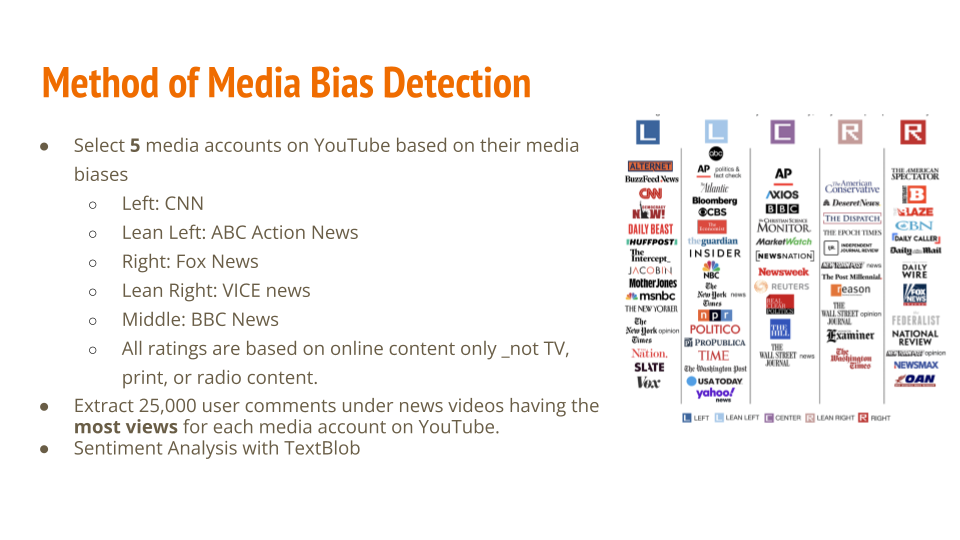 Method of Media Bias Detection
● Select 5 media accounts on YouTube based on their media
biases
○ Left: CNN
○ Lean Left: ABC Action News
○ Right: Fox News
○ Lean Right: VICE news
○ Middle: BBC News
○ All ratings are based on online content only _not TV,
print, or radio content.
● Extract 25,000 user comments under news videos having the
most views for each media account on YouTube.
● Sentiment Analysis with TextBlob
L
ALTERNET
BuzzFeed News
CNN
DEMOCRACY
NOW!
DAILY BEAST
HUFFPOST
The
Intercept_
JACOBIN
Mother Jones
msnbc
THE NEW YORKER
The
New York opinion
Times
The Nation.
SLATE
Vox
L
abc
AP politics &
fact check
The Atlantic
Bloomberg
CBS
The
Economist
theguardian
INSIDER
NBC
The
New York news
Times
npr
POLITICO
PROPUBLICA
TIME
The Washington Post
USA TODAY
yahoo!
news
C
AP
AXIOS
BBC
The CHRISTIAN SCIENCE
MONITOR
MarketWatch
[NEWSNATION]
Newsweek
REUTERS
REAL
CLEAR
POLITICS
THE
HILL
THE
WALL STREET news
JOURNAL
R
The American
Conservative
Deseret News
THE DISPATCH
THE EPOCH TIMES
IJR. INDEPENDENT
JOURNAL REVIEW
news
The Post Millennial.
reason
THE
WALL STREET opinion
JOURNAL
Examiner
The
Washington
Times
R
THE AMERICAN
SPECTATOR
B
BLAZE
CBN
DAILY CALLER
Daily Mail
DAILY
WIRE
FOX
NEWS
THE
FEDERALIST
NATIONAL
REVIEW
opinion
NEWSMAX
OAN
L LEFT L LEAN LEFT C CENTER R LEAN RIGHT R RIGHT